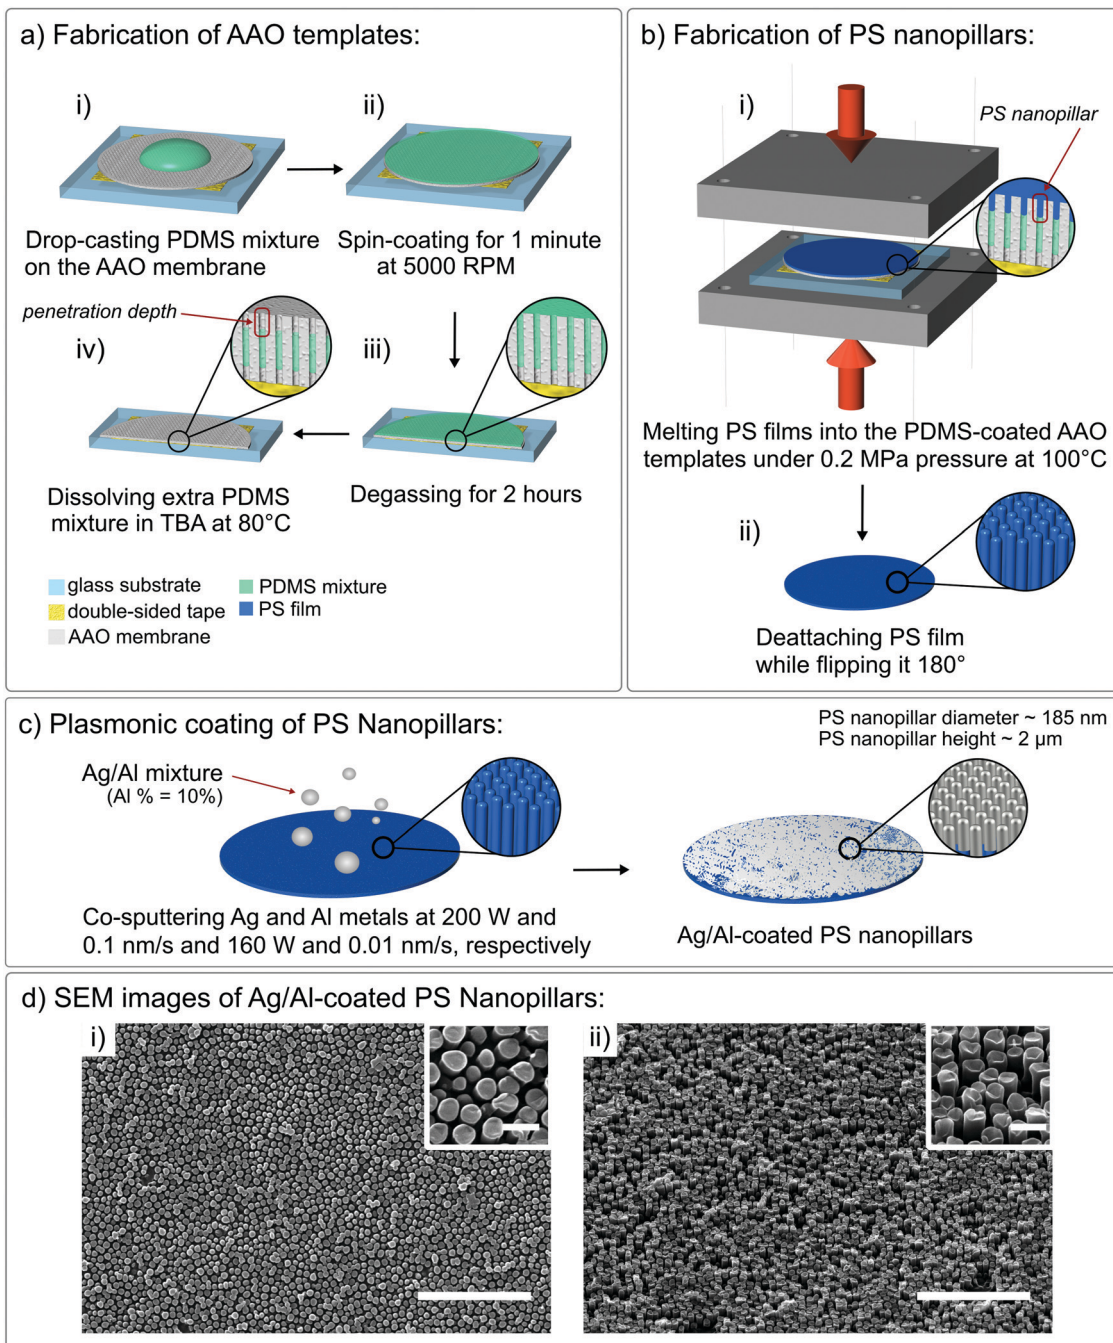 a) Fabrication of AAO templates:
i)
ii)
Drop-casting PDMS mixture
on the AAO membrane
Spin-coating for 1 minute
at 5000 RPM
penetration depth
iv)
iii)
Dissolving extra PDMS
mixture in TBA at 80°C
Degassing for 2 hours
glass substrate
double-sided tape
AAO membrane
PDMS mixture
PS film
b) Fabrication of PS nanopillars:
i)
PS nanopillar
Melting PS films into the PDMS-coated AAO
templates under 0.2 MPa pressure at 100°C
ii)
Deattaching PS film
while flipping it 180°
c) Plasmonic coating of PS Nanopillars:
Ag/Al mixture
(Al % = 10%)
Co-sputtering Ag and Al metals at 200 W and
0.1 nm/s and 160 W and 0.01 nm/s, respectively
PS nanopillar diameter ~ 185 nm
PS nanopillar height ~ 2 µm
Ag/Al-coated PS nanopillars
d) SEM images of Ag/Al-coated PS Nanopillars:
i)
ii)